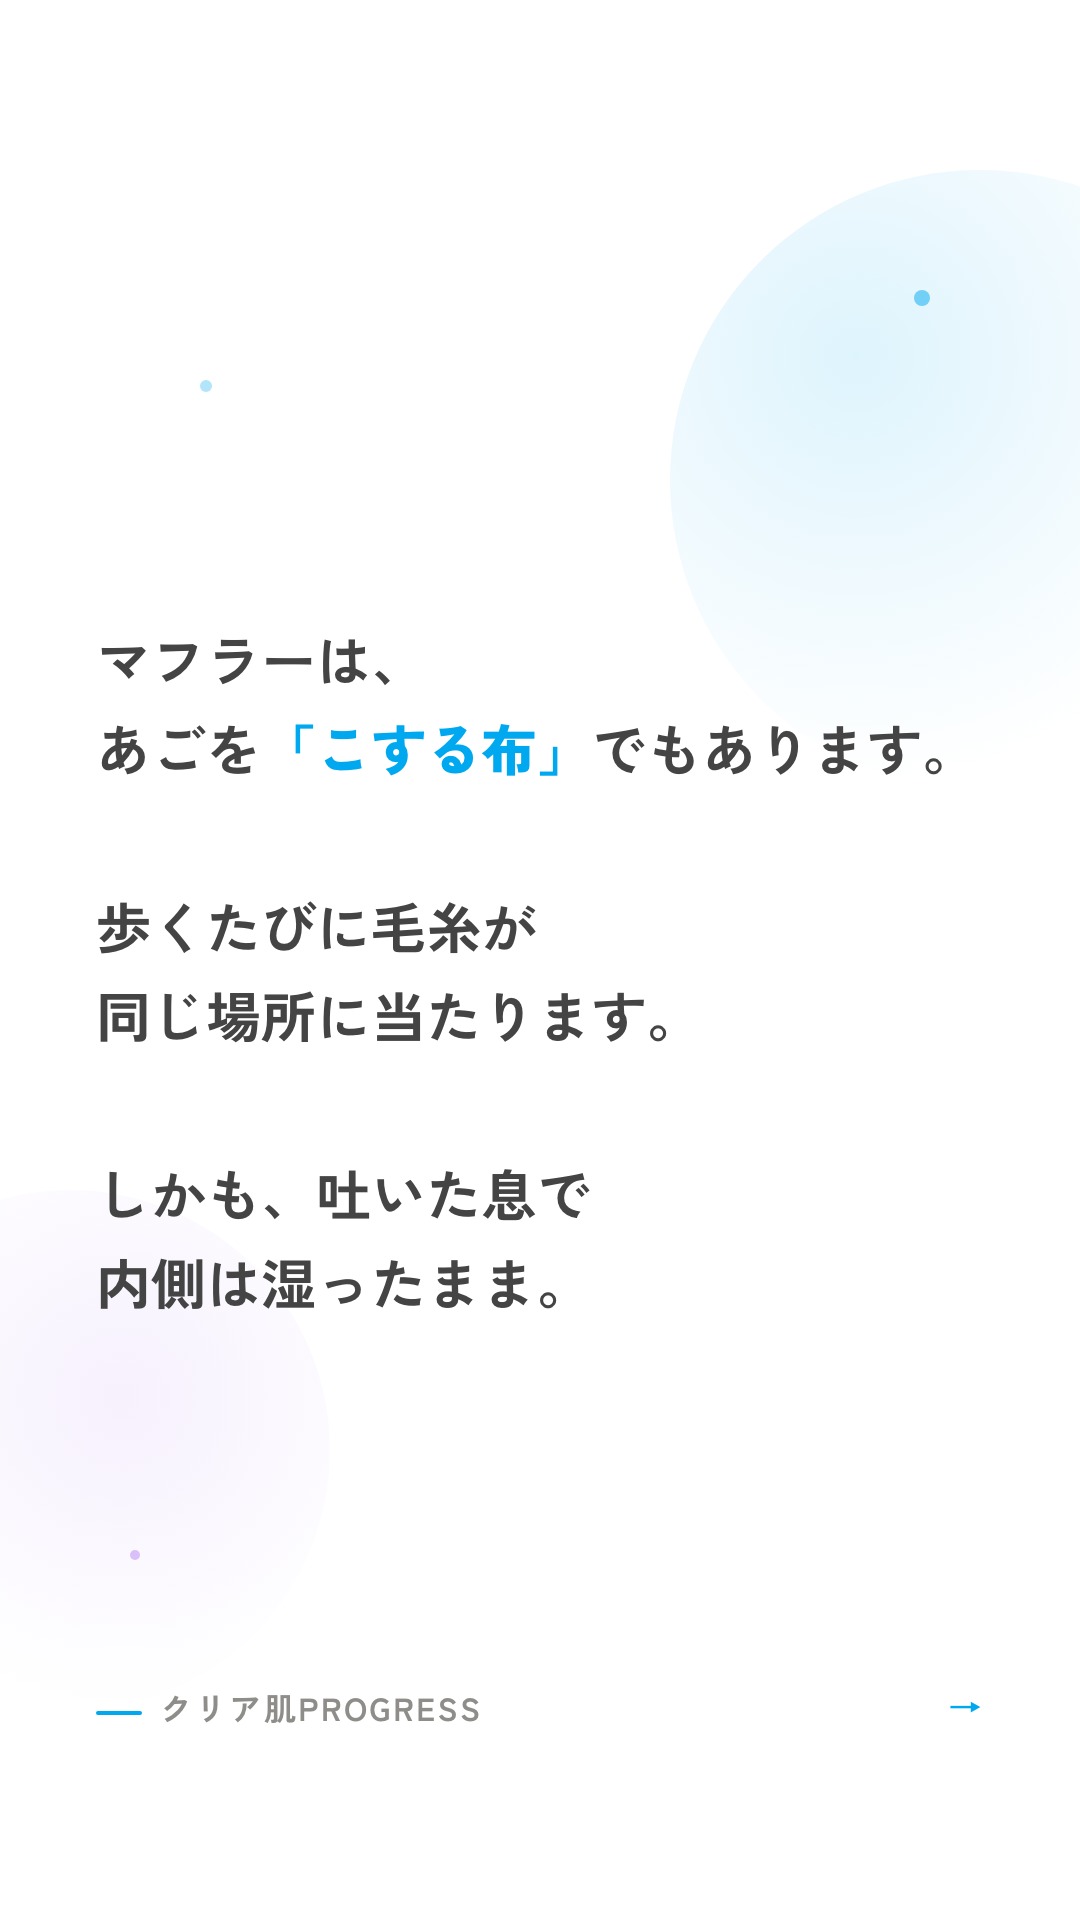 マフラーは、
あごを「こする布」でもあります。
歩くたびに毛糸が
同じ場所に当たります。
しかも、吐いた息で
内側は湿ったまま。
クリア肌PROGRESS
→